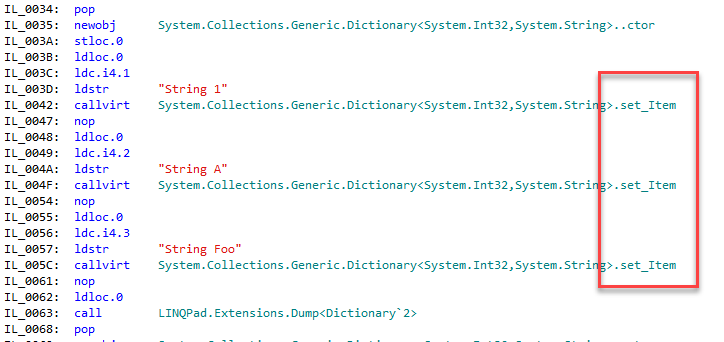 IL_0034: pop
IL_0035: newobj System.Collections.Generic.Dictionary<System.Int32,System.String>..ctor
IL_003A: stloc.0
IL_003B: ldloc.0
IL_003C: ldc.i4.1
IL_003D: ldstr "String 1"
IL_0042: callvirt System.Collections.Generic.Dictionary<System.Int32,System.String>.set_Item
IL_0047: nop
IL_0048: ldloc.0
IL_0049: ldc.i4.2
IL_004A: ldstr "String A"
IL_004F: callvirt System.Collections.Generic.Dictionary<System.Int32,System.String>.set_Item
IL_0054: nop
IL_0055: ldloc.0
IL_0056: ldc.i4.3
IL_0057: ldstr "String Foo"
IL_005C: callvirt System.Collections.Generic.Dictionary<System.Int32,System.String>.set_Item
IL_0061: nop
IL_0062: ldloc.0
IL_0063: call LINQPad.Extensions.Dump<Dictionary`2>
IL_0068: pop